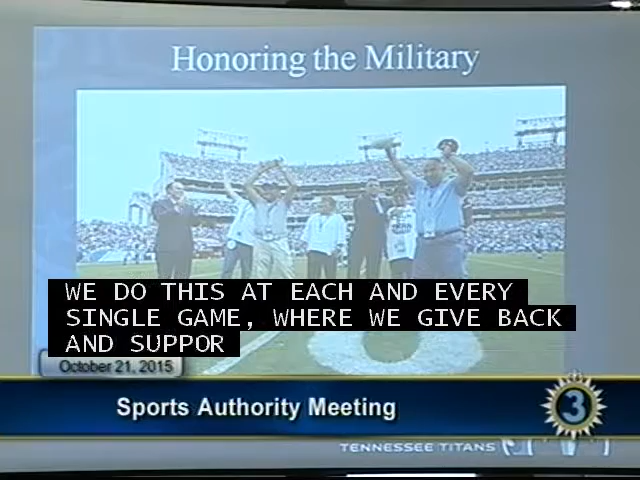 Honoring the Military
WE DO THIS AT EACH AND EVERY
SINGLE GAME, WHERE WE GIVE BACK
AND SUPPOR
October 21, 2015
Sports Authority Meeting
3
TENNESSEE TITANS